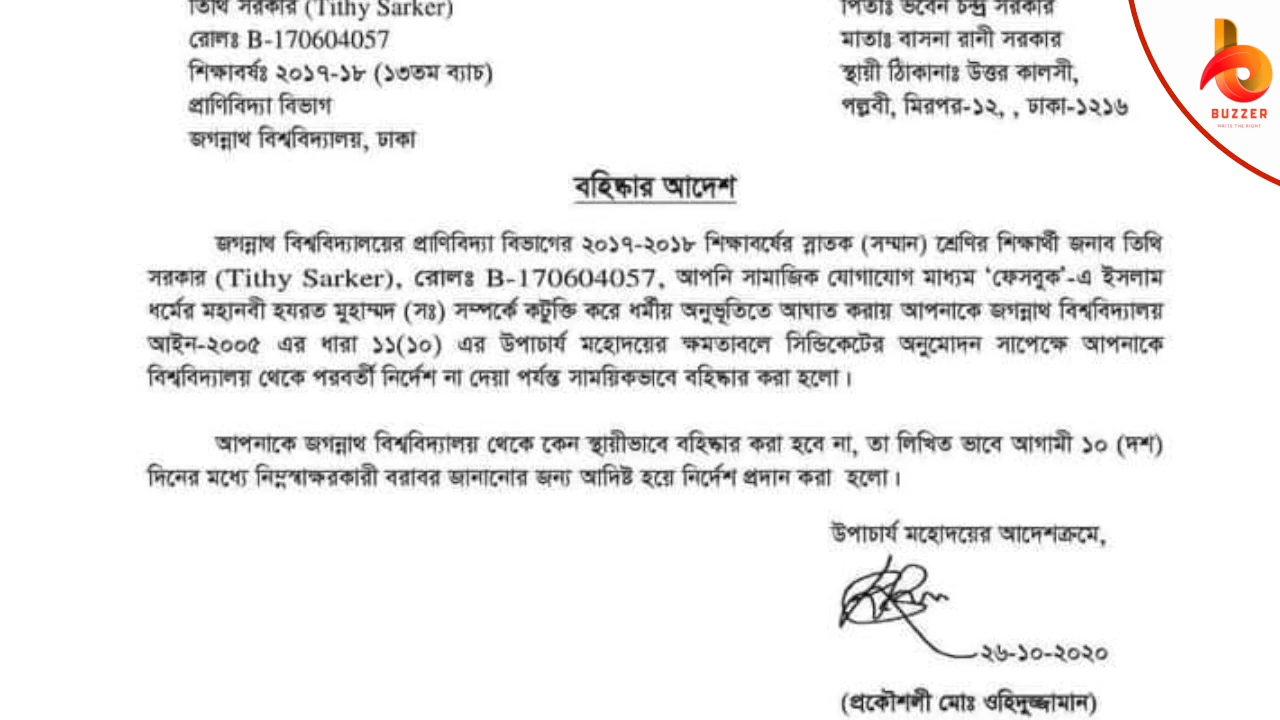 তিথি সরকার (Tithy Sarker)
রোলঃ B-170604057
শিক্ষাবর্ষঃ ২০১৭-১৮ (১৩তম ব্যাচ)
প্রাণিবিদ্যা বিভাগ
জগন্নাথ বিশ্ববিদ্যালয়, ঢাকা
পিতাঃ ভবেন চন্দ্র সরকার
মাতাঃ বাসনা রানী সরকার
স্থায়ী ঠিকানাঃ উত্তর কালসী,
পল্লবী, মিরপর-১২, , ঢাকা-১২১৬
BUZZER
WRITE THE RIGHT
বহিষ্কার আদেশ
জগন্নাথ বিশ্ববিদ্যালয়ের প্রাণিবিদ্যা বিভাগের ২০১৭-২০১৮ শিক্ষাবর্ষের স্নাতক (সম্মান) শ্রেণির শিক্ষার্থী জনাব তিথি
সরকার (Tithy Sarker), রোলঃ B-170604057, আপনি সামাজিক যোগাযোগ মাধ্যম ‘ফেসবুক’-এ ইসলাম
ধর্মের মহানবী হযরত মুহাম্মদ (সঃ) সম্পর্কে কটুক্তি করে ধর্মীয় অনুভূতিতে আঘাত করায় আপনাকে জগন্নাথ বিশ্ববিদ্যালয়
আইন-২০০৫ এর ধারা ১১(১০) এর উপাচার্য মহোদয়ের ক্ষমতাবলে সিন্ডিকেটের অনুমোদন সাপেক্ষে আপনাকে
বিশ্ববিদ্যালয় থেকে পরবর্তী নির্দেশ না দেয়া পর্যন্ত সাময়িকভাবে বহিষ্কার করা হলো।
আপনাকে জগন্নাথ বিশ্ববিদ্যালয় থেকে কেন স্থায়ীভাবে বহিষ্কার করা হবে না, তা লিখিত ভাবে আগামী ১০ (দশ)
দিনের মধ্যে নিম্নস্বাক্ষরকারী বরাবর জানানোর জন্য আদিষ্ট হয়ে নির্দেশ প্রদান করা হলো।
উপাচার্য মহোদয়ের আদেশক্রমে,
২৬-১০-২০২০
(প্রকৌশলী মোঃ ওহিদুজ্জামান)